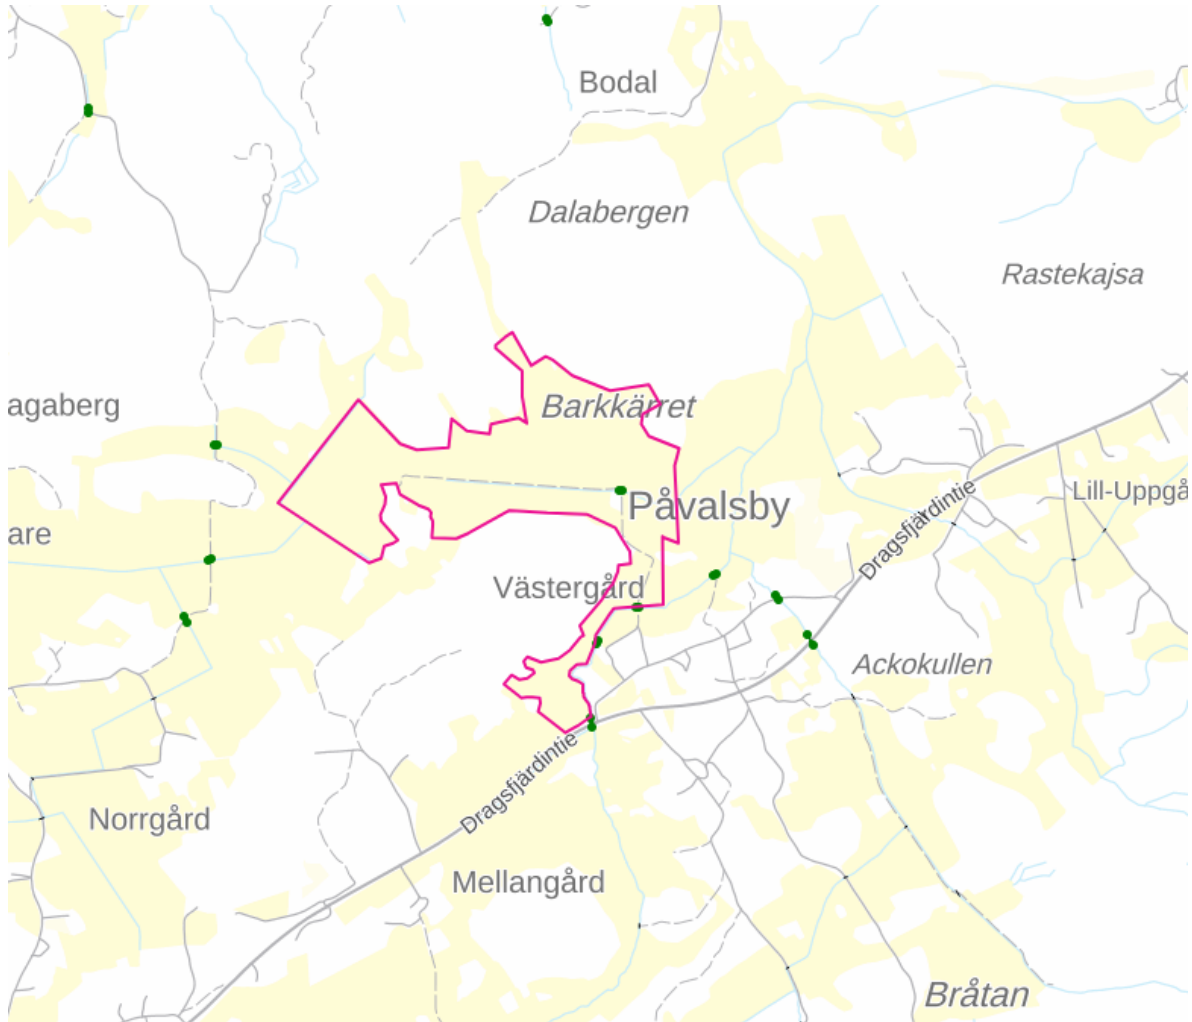 Bodal
Dalabergen
Rastekajsa
agaberg
Barkkärret
Lill-Uppgå
Påvalsby
are
Dragsfjärdintie
Västergård
Ackokullen
Dragsfjärdintie
Norrgård
Mellangård
Bråtan